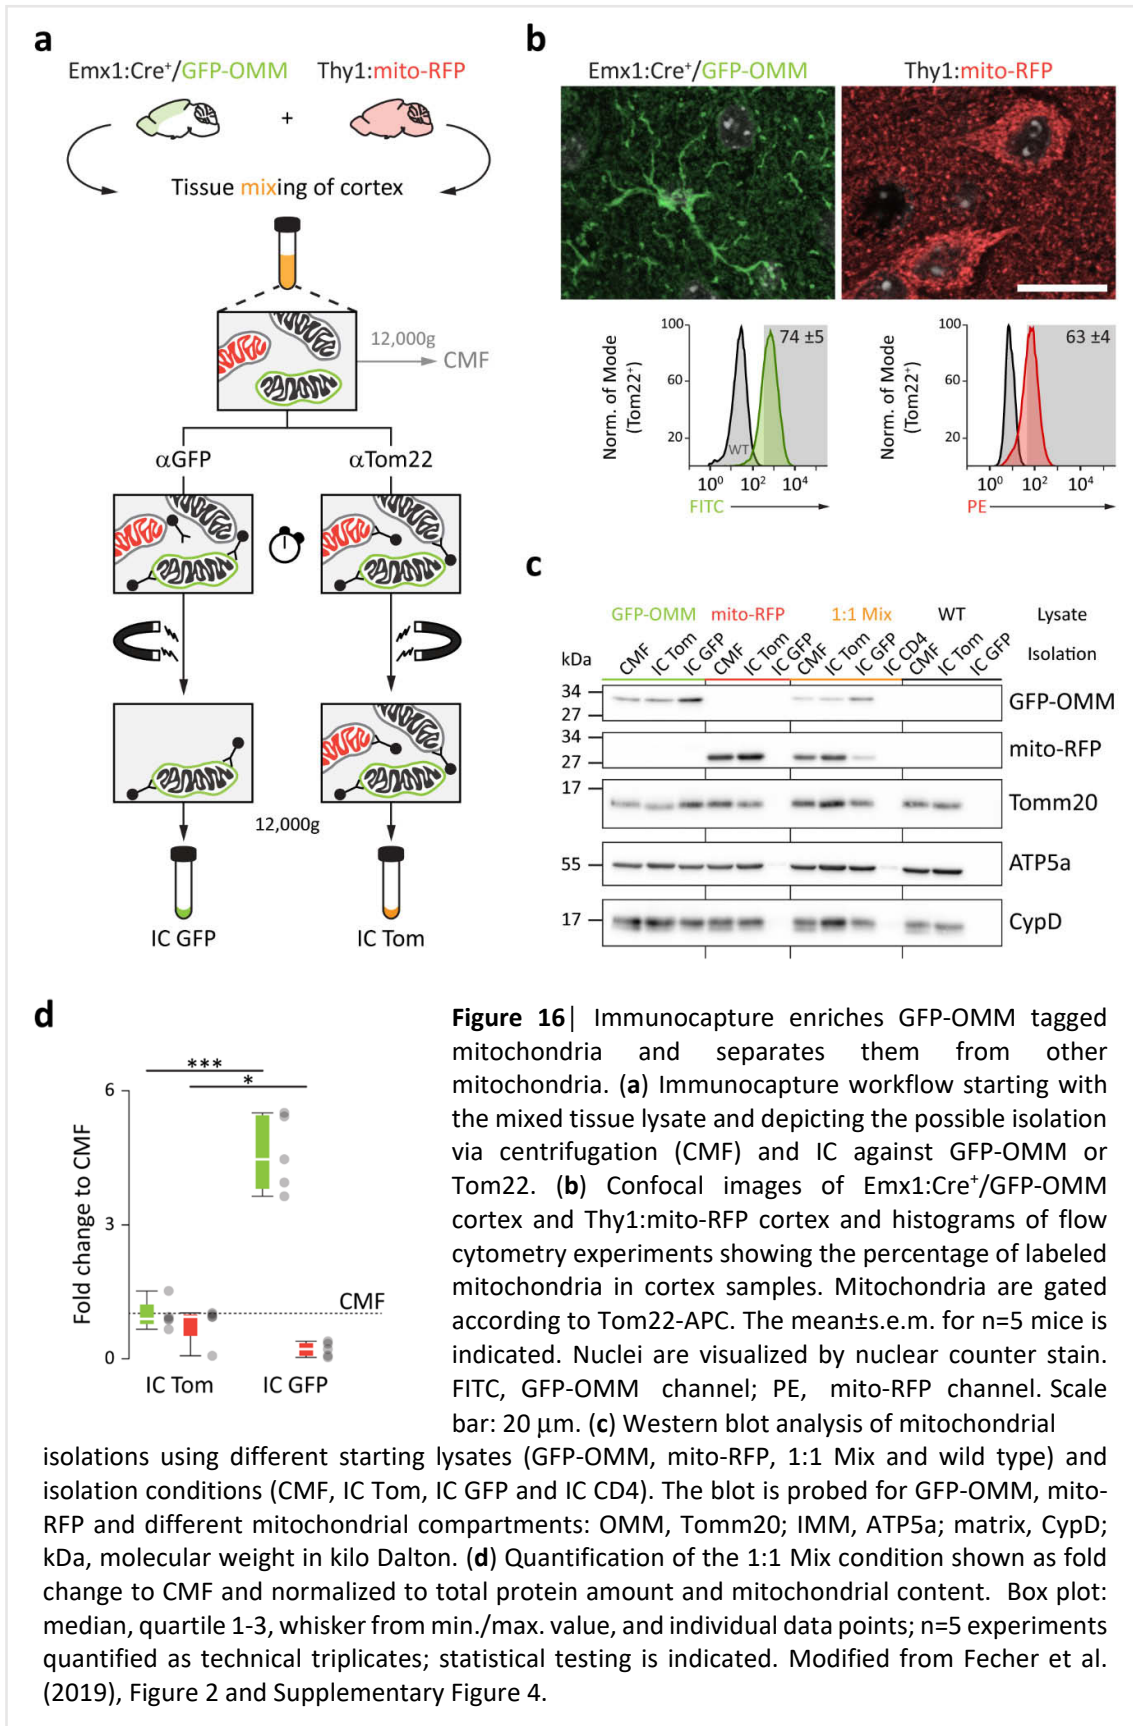 a
Emx1:Cre⁺/GFP-OMM Thy1:mito-RFP
+
Tissue mixing of cortex
12,000g
CMF
αGFP αTom22
12,000g
IC GFP IC Tom
b
Emx1:Cre⁺/GFP-OMM Thy1:mito-RFP
Norm. of Mode
(Tom22⁺)
100
60
20
74 ±5
WT
10⁰ 10² 10⁴
FITC
Norm. of Mode
(Tom22⁺)
100
60
20
63 ±4
10⁰ 10² 10⁴
PE
c
GFP-OMM mito-RFP 1:1 Mix WT Lysate
kDa CMF IC Tom IC GFP CMF IC Tom IC GFP CMF IC Tom IC GFP IC CD4 CMF IC Tom IC GFP Isolation
34
27
GFP-OMM
34
27
mito-RFP
17
Tomm20
55
ATP5a
17
CypD
d
Fold change to CMF
***
*
6
3
0
CMF
IC Tom IC GFP
Figure 16| Immunocapture enriches GFP-OMM tagged
mitochondria and separates them from other
mitochondria. (a) Immunocapture workflow starting with
the mixed tissue lysate and depicting the possible isolation
via centrifugation (CMF) and IC against GFP-OMM or
Tom22. (b) Confocal images of Emx1:Cre⁺/GFP-OMM
cortex and Thy1:mito-RFP cortex and histograms of flow
cytometry experiments showing the percentage of labeled
mitochondria in cortex samples. Mitochondria are gated
according to Tom22-APC. The mean±s.e.m. for n=5 mice is
indicated. Nuclei are visualized by nuclear counter stain.
FITC, GFP-OMM channel; PE, mito-RFP channel. Scale
bar: 20 μm. (c) Western blot analysis of mitochondrial
isolations using different starting lysates (GFP-OMM, mito-RFP, 1:1 Mix and wild type) and
isolation conditions (CMF, IC Tom, IC GFP and IC CD4). The blot is probed for GFP-OMM, mito-
RFP and different mitochondrial compartments: OMM, Tomm20; IMM, ATP5a; matrix, CypD;
kDa, molecular weight in kilo Dalton. (d) Quantification of the 1:1 Mix condition shown as fold
change to CMF and normalized to total protein amount and mitochondrial content. Box plot:
median, quartile 1-3, whisker from min./max. value, and individual data points; n=5 experiments
quantified as technical triplicates; statistical testing is indicated. Modified from Fecher et al.
(2019), Figure 2 and Supplementary Figure 4.